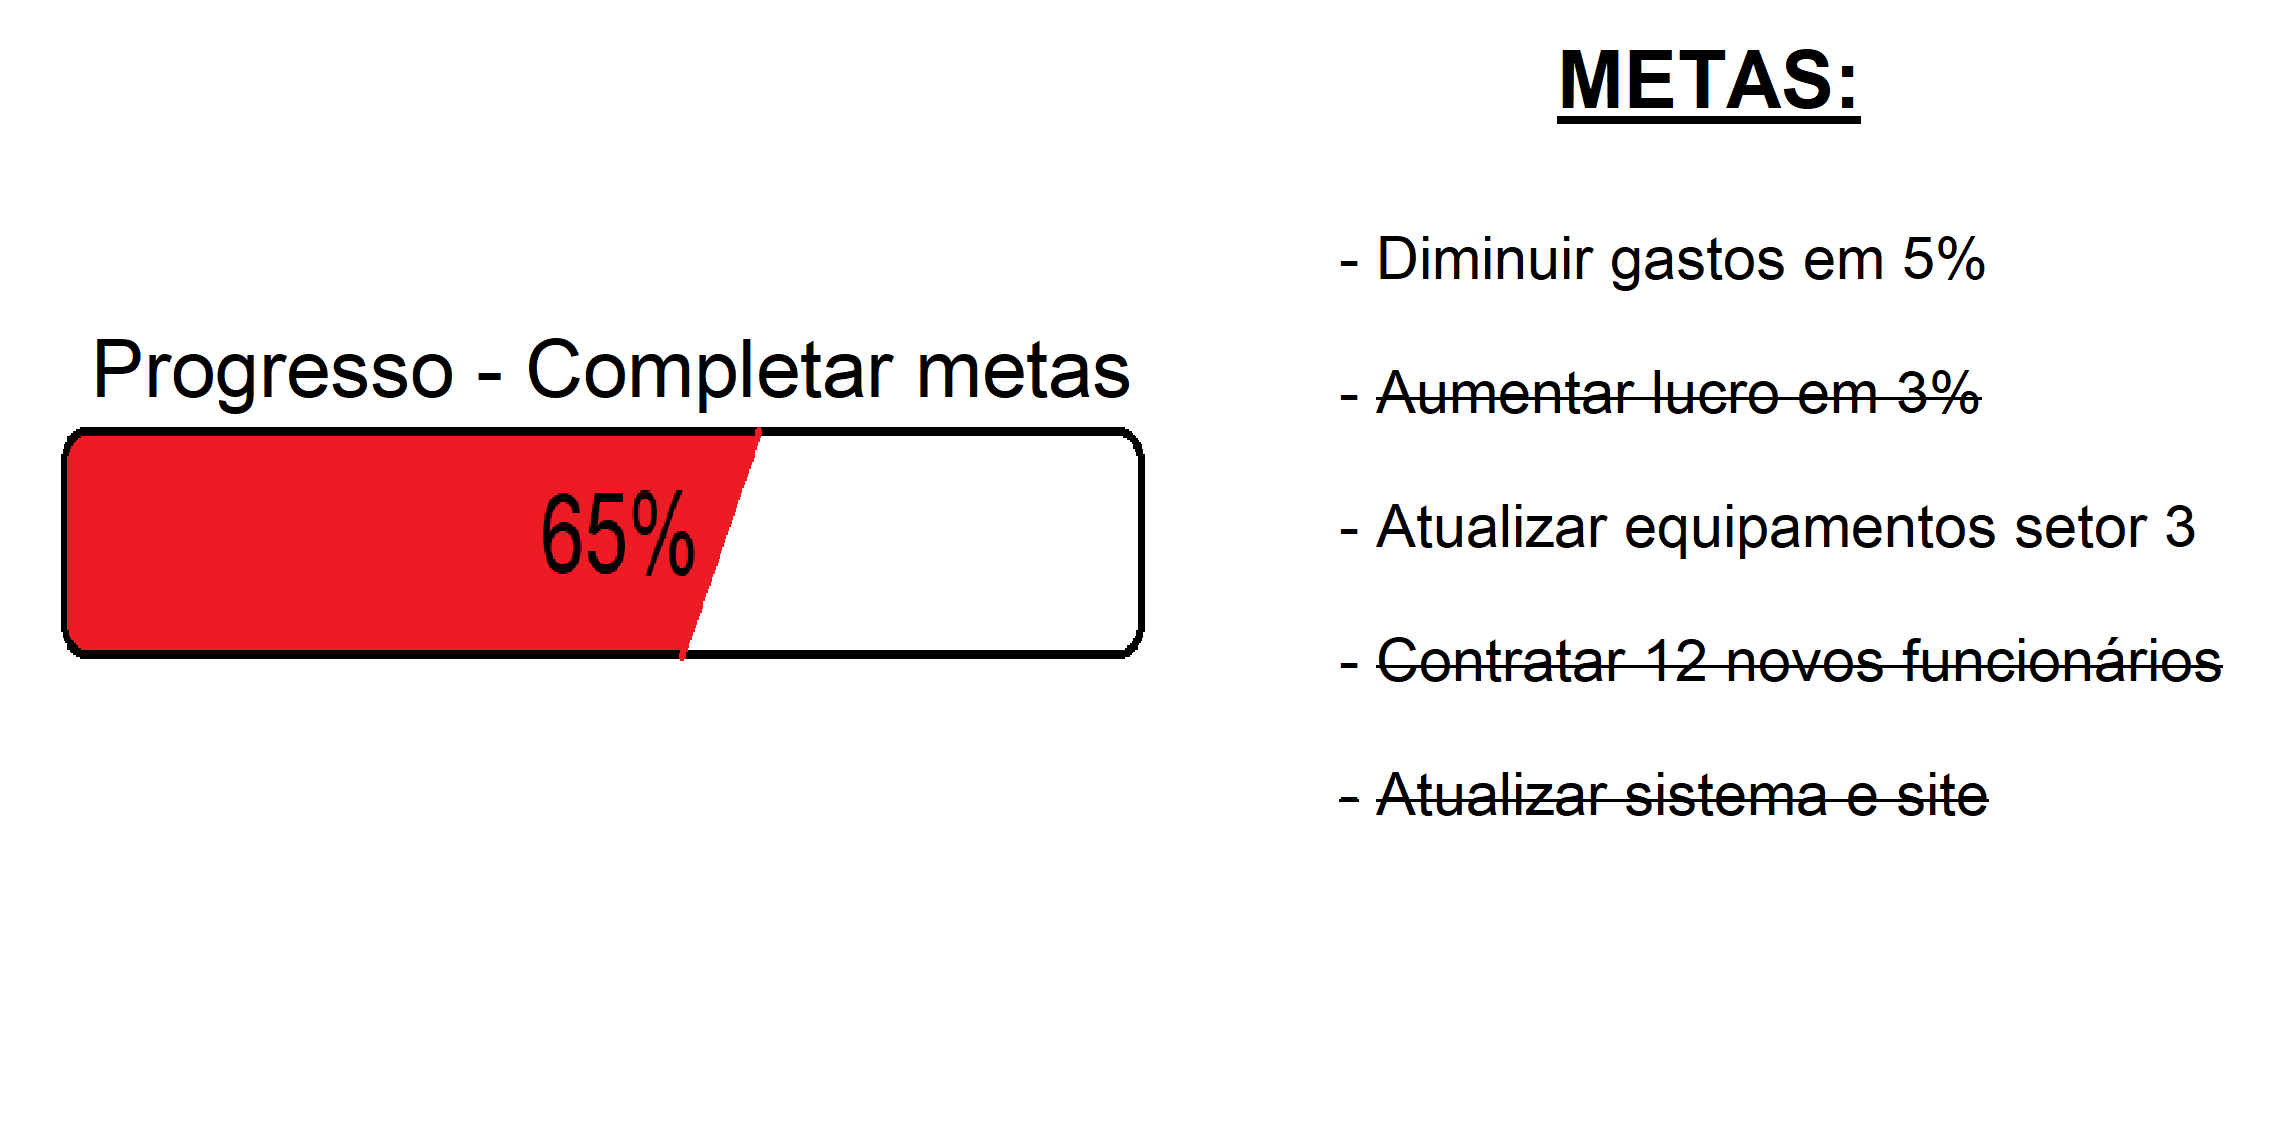 METAS:
Progresso - Completar metas
65%
- Diminuir gastos em 5%
- Aumentar lucro em 3%
- Atualizar equipamentos setor 3
- Contratar 12 novos funcionários
- Atualizar sistema e site